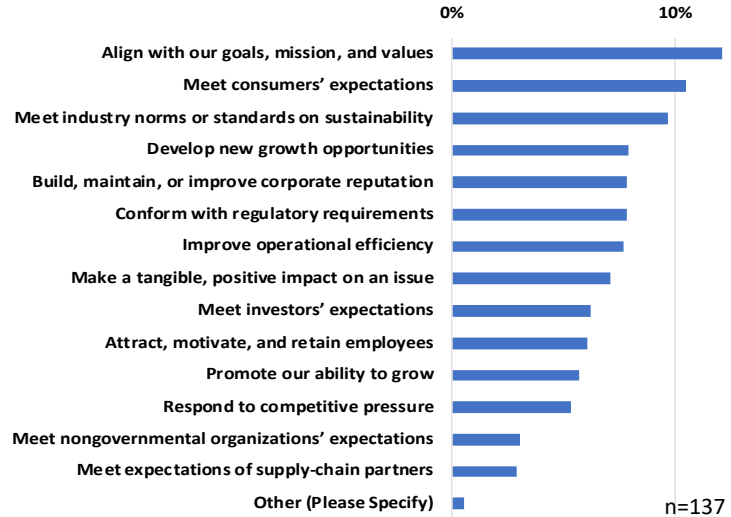 0% 10%
Align with our goals, mission, and values
Meet consumers’ expectations
Meet industry norms or standards on sustainability
Develop new growth opportunities
Build, maintain, or improve corporate reputation
Conform with regulatory requirements
Improve operational efficiency
Make a tangible, positive impact on an issue
Meet investors’ expectations
Attract, motivate, and retain employees
Promote our ability to grow
Respond to competitive pressure
Meet nongovernmental organizations’ expectations
Meet expectations of supply-chain partners
Other (Please Specify)
n=137